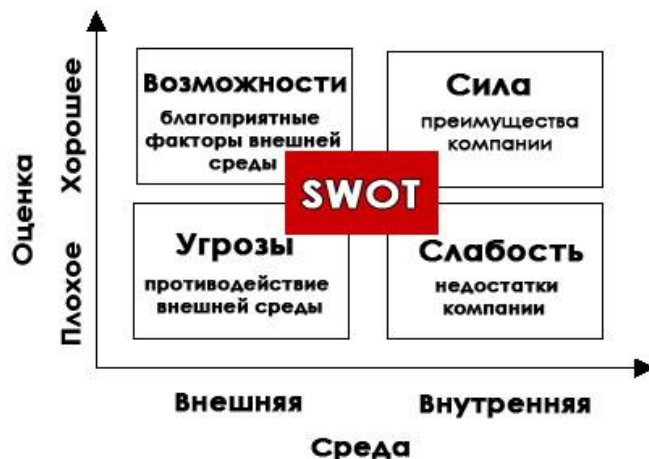 Возможности
благоприятные
факторы внешней
среды
Сила
преимущества
компании
SWOT
Угрозы
противодействие
внешней среды
Слабость
недостатки
компании
Оценка
Хорошее
Плохое
Внешняя
Внутренняя
Среда